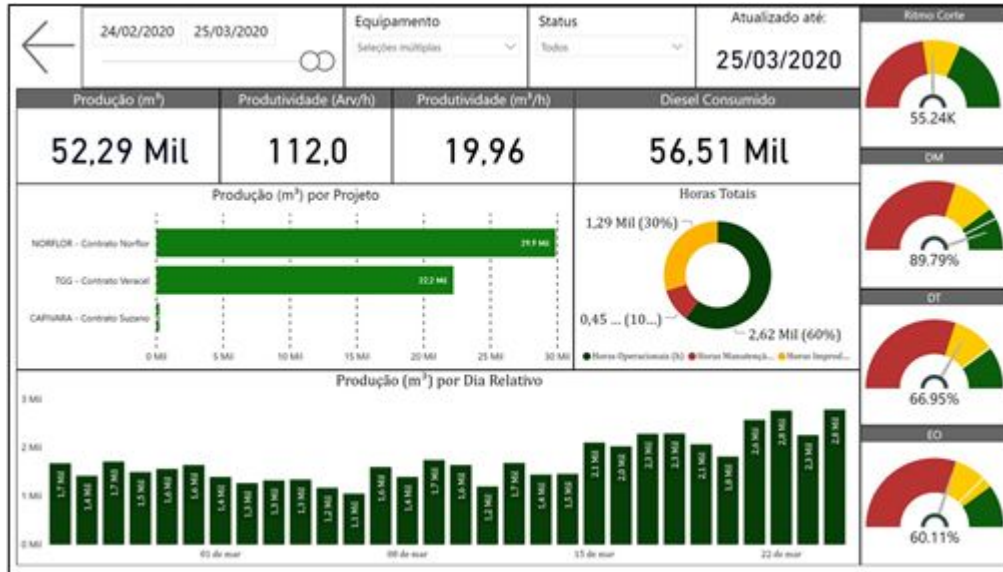 24/02/2020 25/03/2020
Equipamento
Seleções múltiplas
Status
Todos
Atualizado até:
25/03/2020
Produção (m³)
52,29 Mil
Produtividade (Arv/h)
112,0
Produtividade (m³/h)
19,96
Diesel Consumido
56,51 Mil
Ritmo Corte
55.24K
DM
89.79%
DT
66.95%
EO
60.11%
Produção (m³) por Projeto
NORFLOR - Contrato Norflor
29,9 Mil
TGG - Contrato Veracel
22,2 Mil
CAPIVARA - Contrato Suzano
0 Mil 5 Mil 10 Mil 15 Mil 20 Mil 25 Mil 30 Mil
Horas Totais
1,29 Mil (30%)
0,45 ... (10...)
2,62 Mil (60%)
Horas Operacionais (h) Horas Manutençã... Horas Improd...
Produção (m³) por Dia Relativo
3 Mil
2 Mil
1 Mil
0 Mil
1,7 Mil 1,4 Mil 1,7 Mil 1,5 Mil 1,6 Mil 1,6 Mil 1,4 Mil 1,3 Mil 1,3 Mil 1,3 Mil 1,2 Mil 1,1 Mil 1,6 Mil 1,4 Mil 1,7 Mil 1,6 Mil 1,2 Mil 1,7 Mil 1,4 Mil 1,5 Mil 2,1 Mil 2,0 Mil 2,3 Mil 2,3 Mil 2,1 Mil 1,8 Mil 2,6 Mil 2,8 Mil 2,3 Mil 2,8 Mil
01 de mar 08 de mar 15 de mar 22 de mar